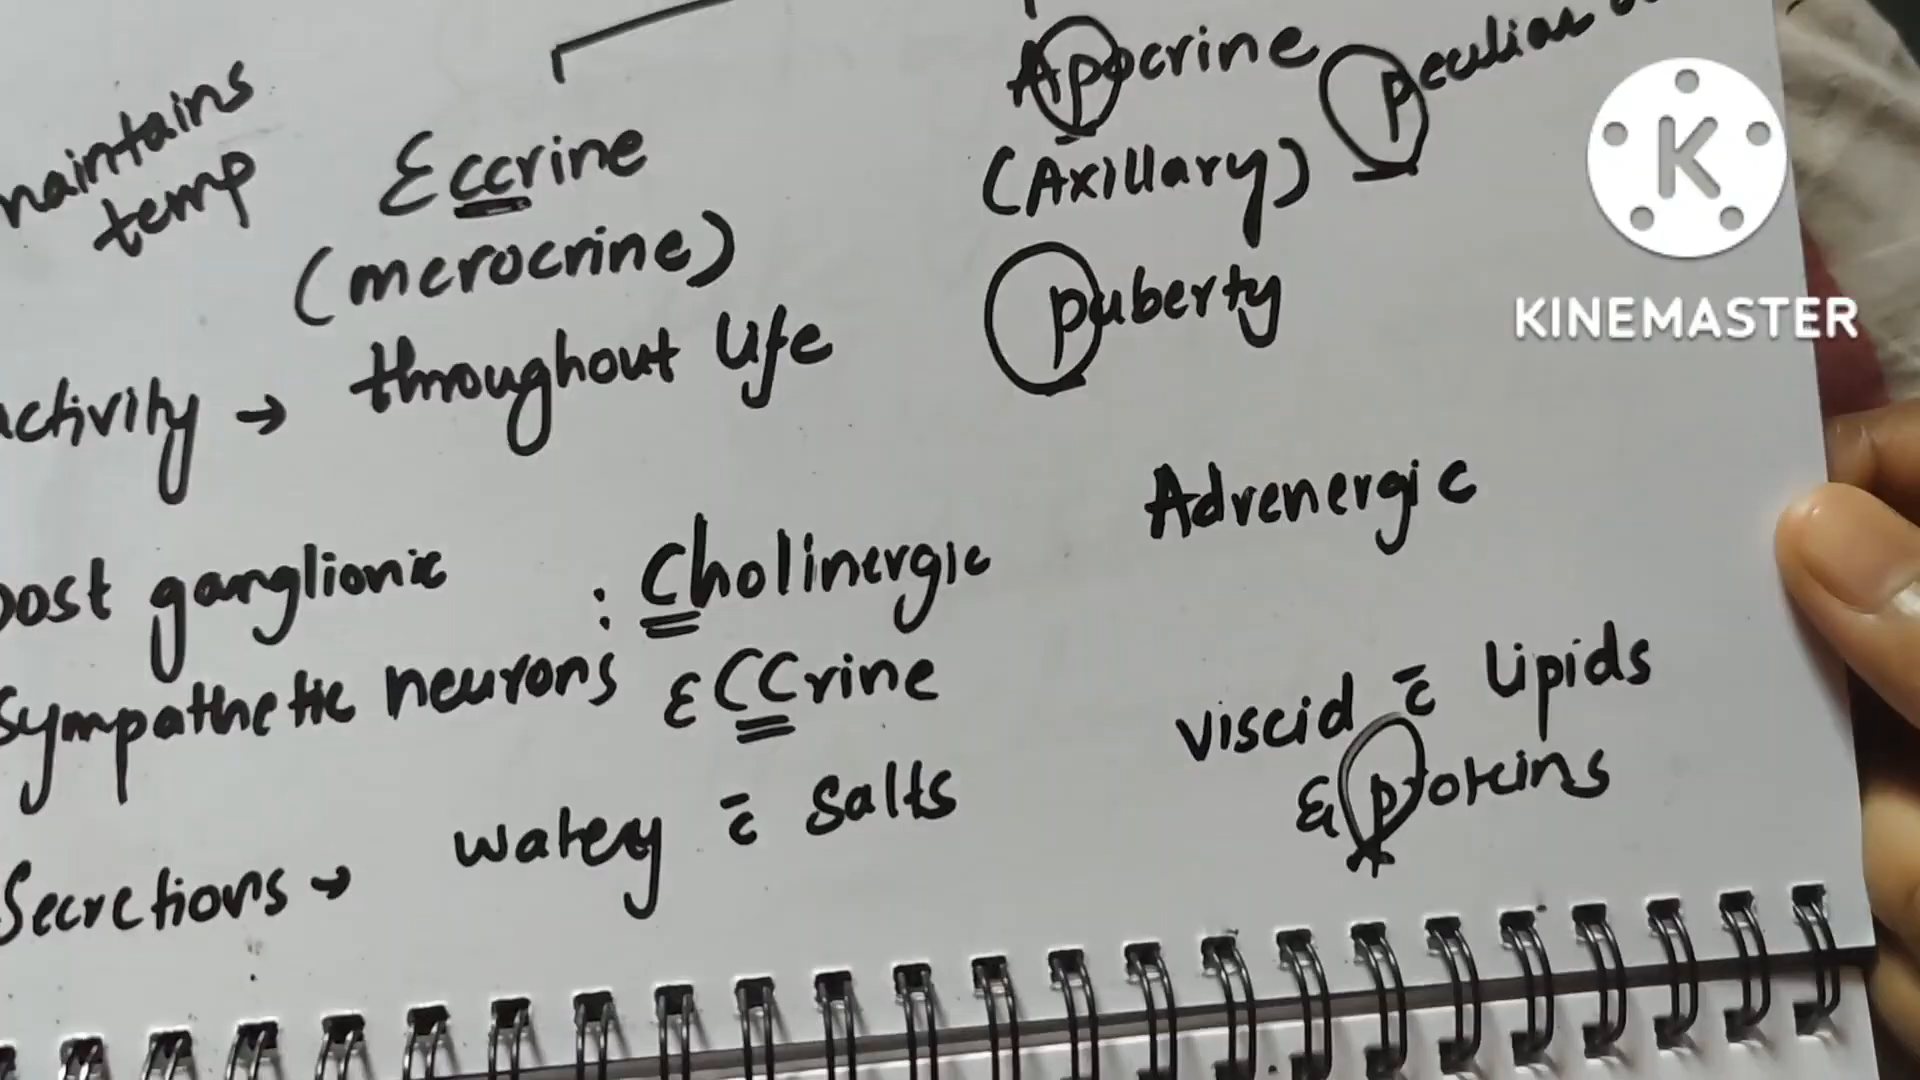 Apocrine
peculiar
maintains
temp
Eccrine
(Axillary)
(merocrine)
puberty
activity → throughout life
Adrenergic
post ganglionic : Cholinergic
Sympathetic neurons ECCrine
viscid c̄ lipids
& proteins
Secretions → watery c̄ salts
K
KINEMASTER